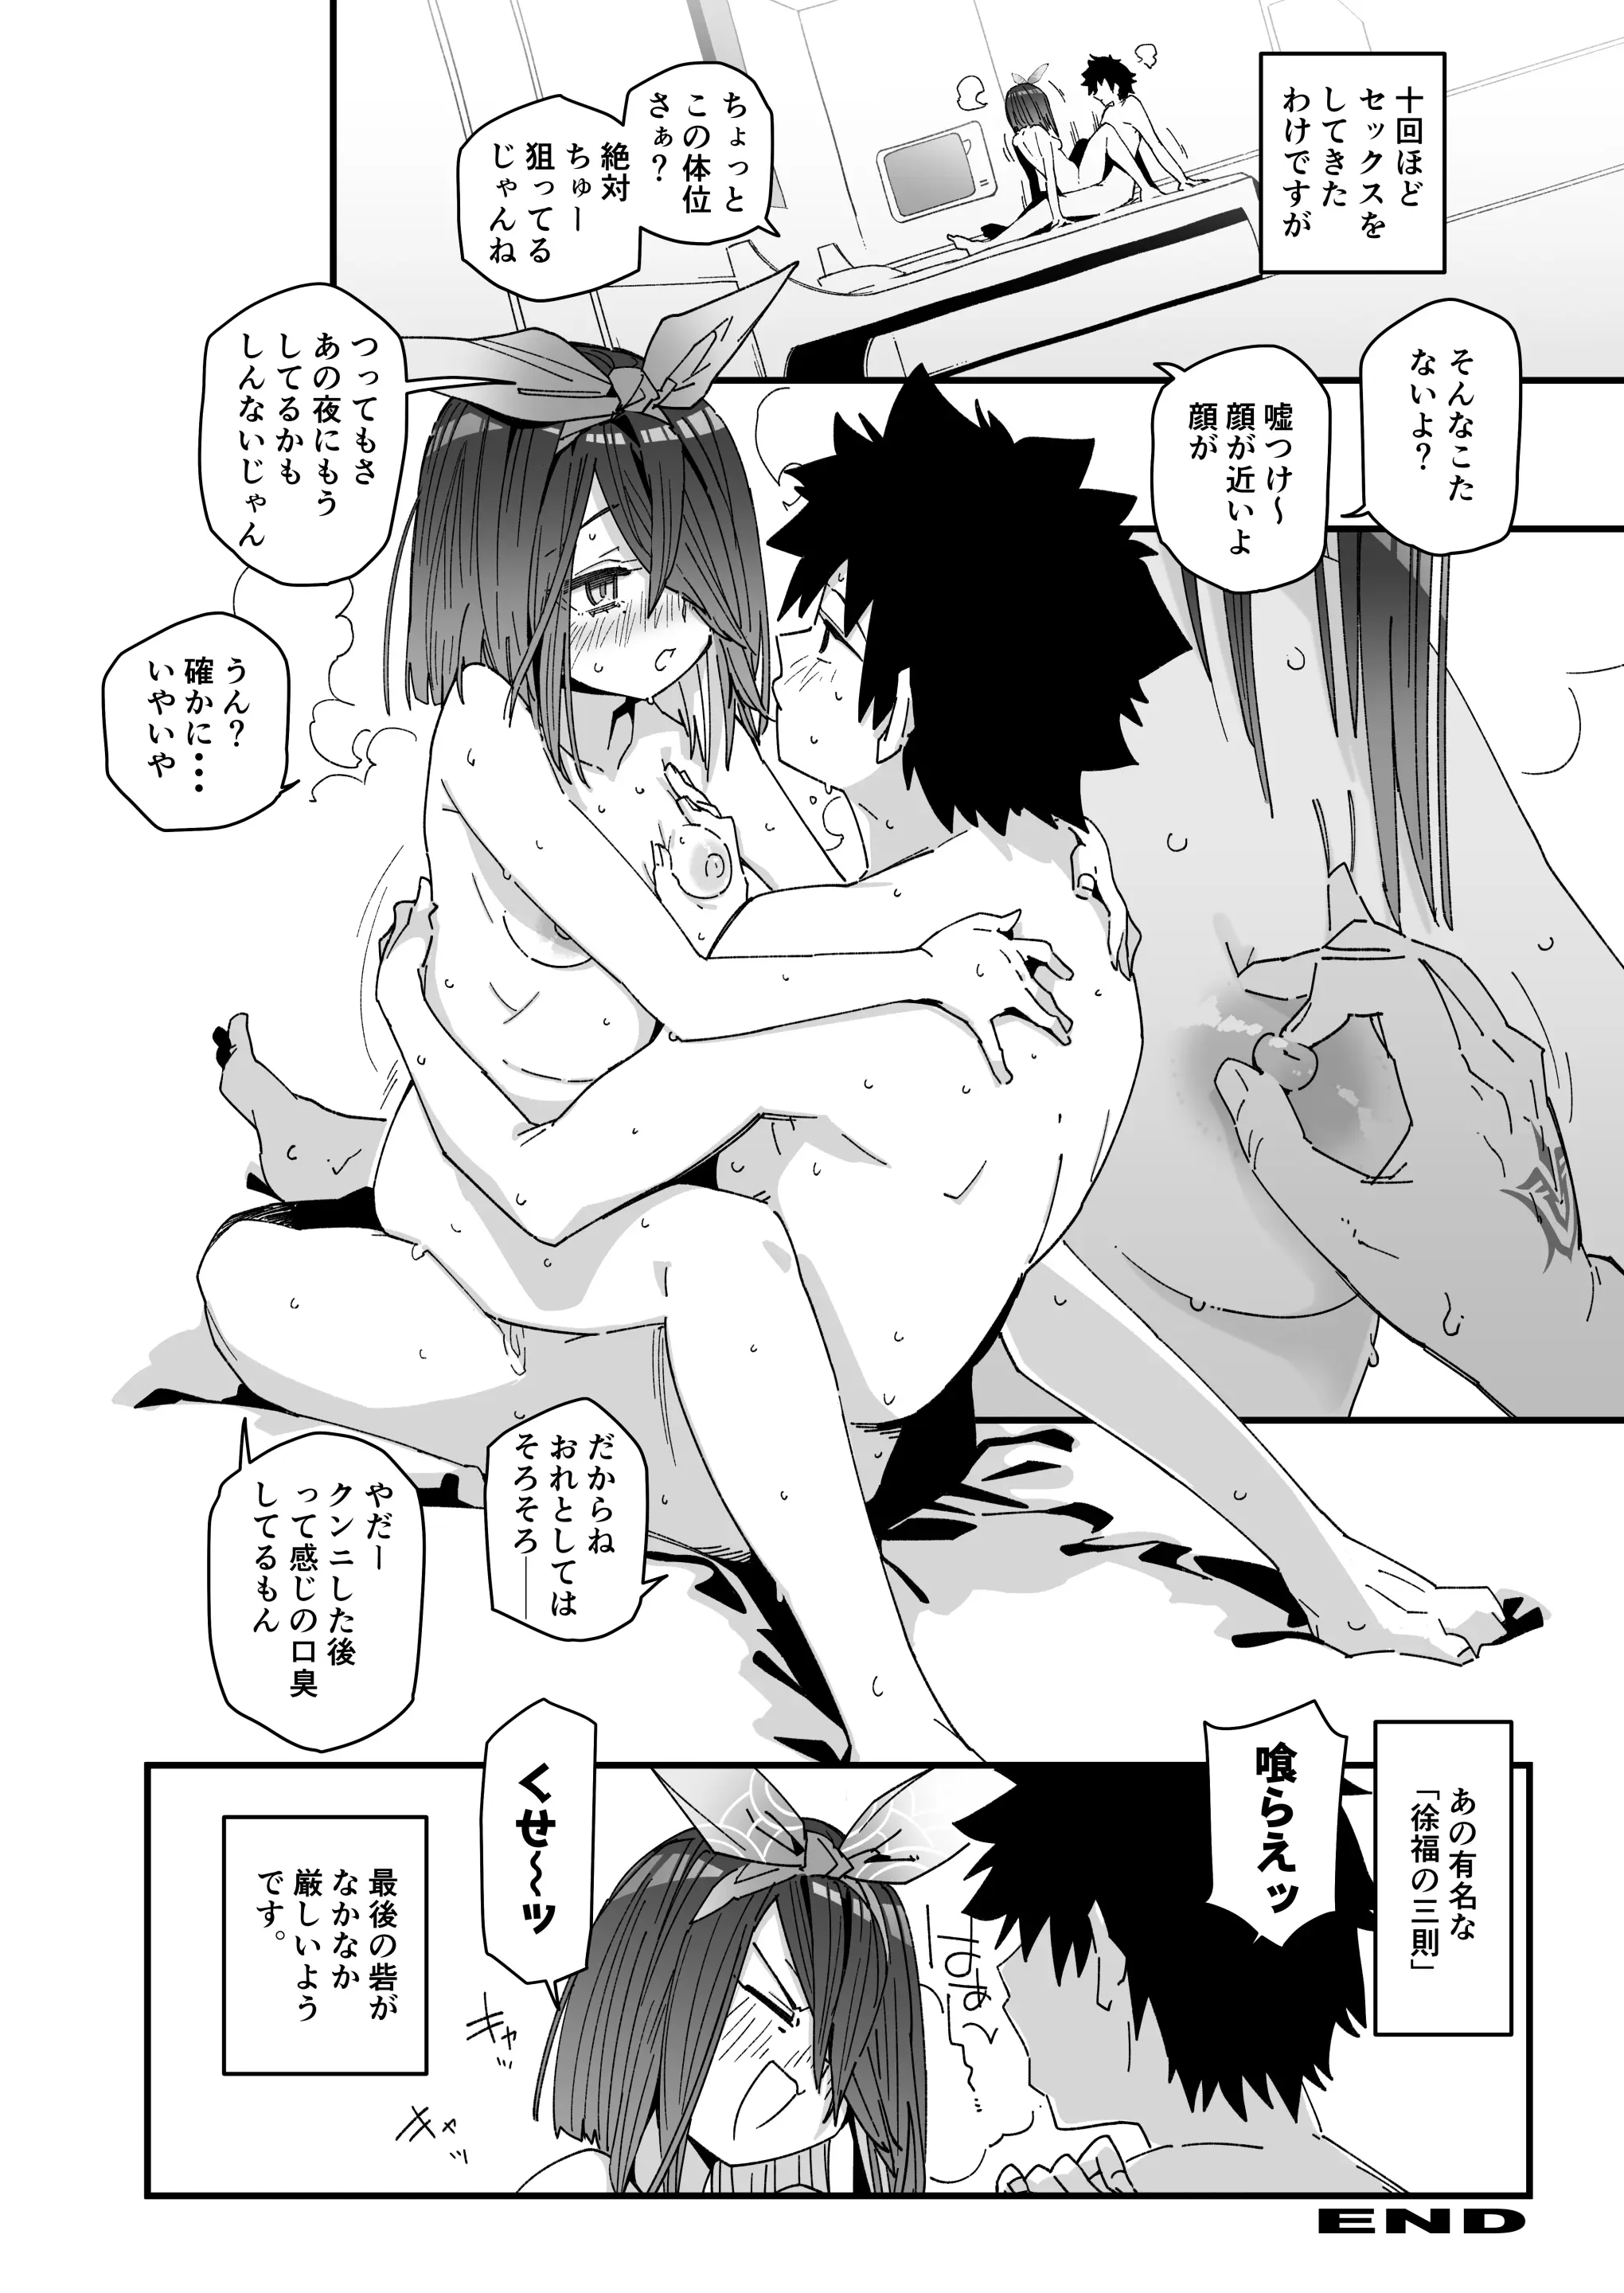 十回ほど
セックスを
してきた
わけですが
ちょっと
この体位
さぁ?
絶対
ちゅー
狙ってる
じゃんね
そんなこた
ないよ?
嘘つけ～
顔が近いよ
顔が
つってもさ
あの夜にもう
してるかも
しんないじゃん
うん?
確かに・・・
いやいや
だからね
おれとしては
そろそろ――
やだー
クンニした後
って感じの口臭
してるもん
あの有名な
「徐福の三則」
喰らえッ
はぁ～…
くせ～ッ
キャッ
キャッ
最後の砦が
なかなか
厳しいよう
です。
END